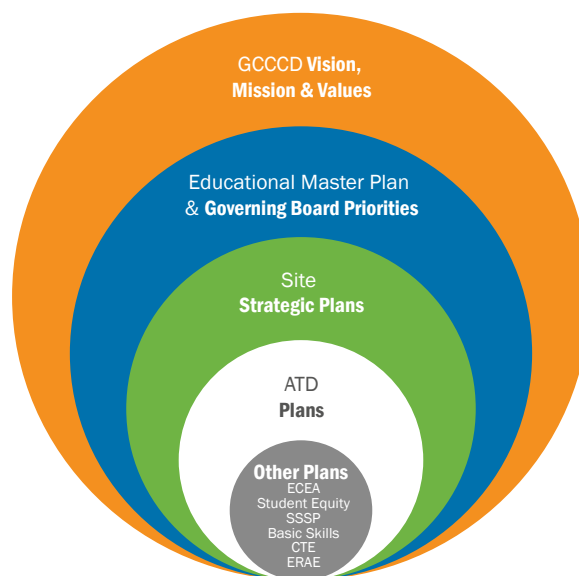 GCCCD Vision,
Mission & Values
Educational Master Plan
& Governing Board Priorities
Site
Strategic Plans
ATD
Plans
Other Plans
ECEA
Student Equity
SSSP
Basic Skills
CTE
ERAE